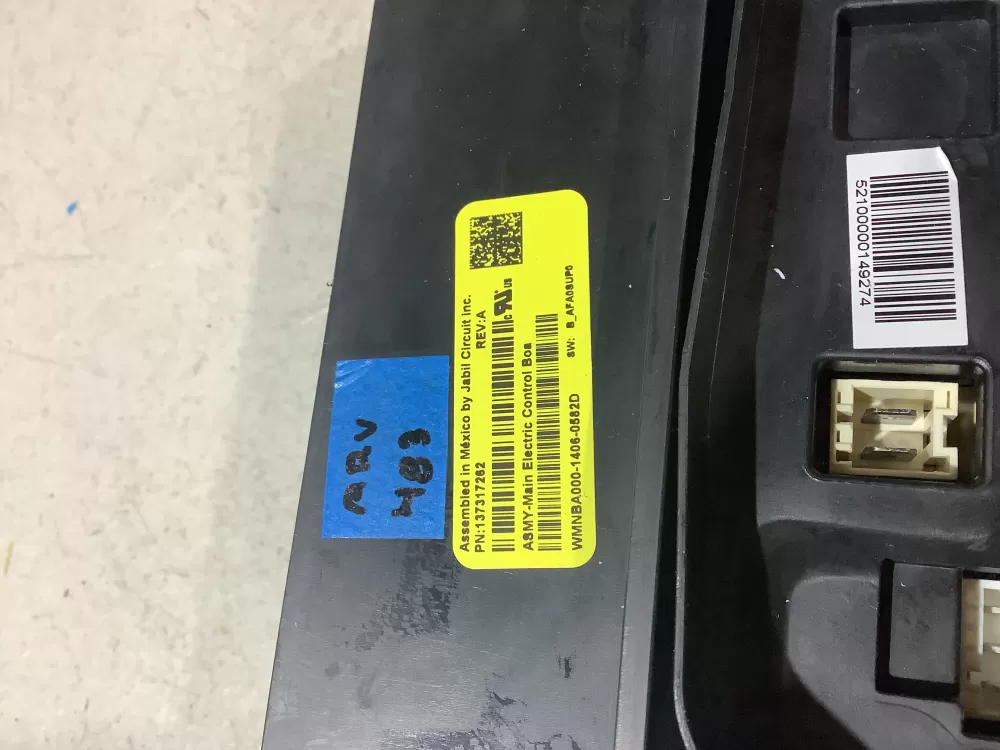 ARV
483
Assembled in México by Jabil Circuit Inc.
PN:137317262 REV:A
ASMY-Main Electric Control Boa
WMNBA000-1406-0582D SW: B_AFA0SUP0
5210000149274